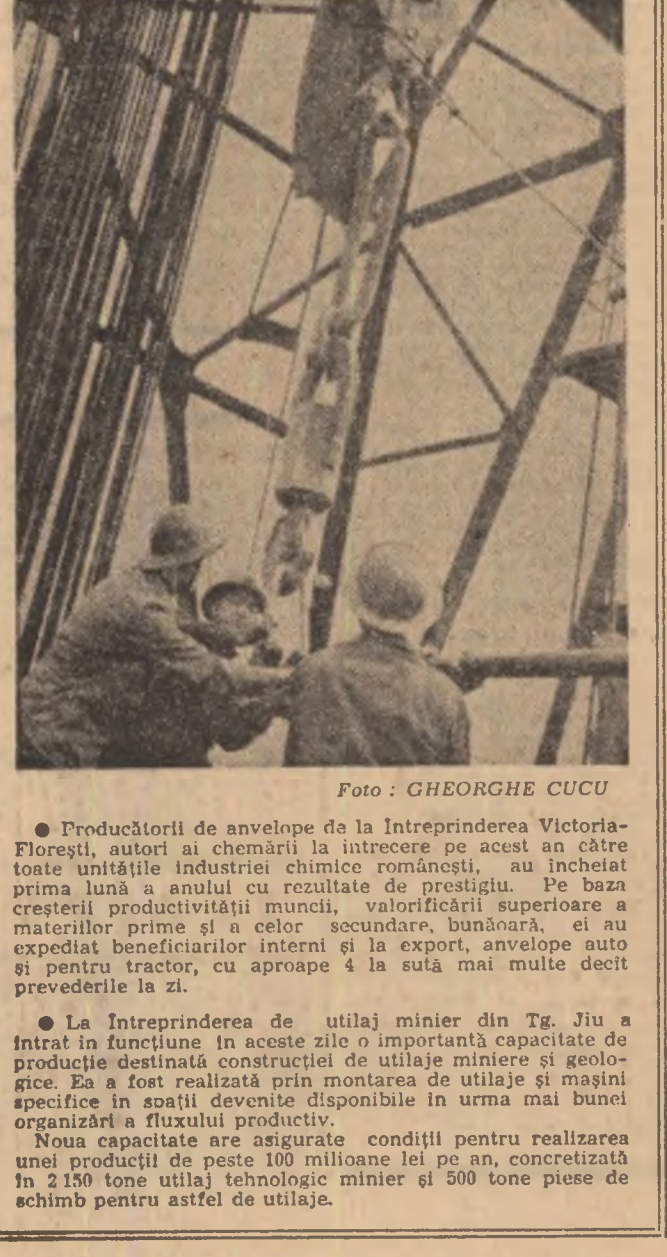 Foto : GHEORGHE CUCU
● Producătorii de anvelope de la Întreprinderea Victoria-
Florești, autori ai chemării la întrecere pe acest an către
toate unitățile industriei chimice românești, au încheiat
prima lună a anului cu rezultate de prestigiu. Pe baza
creșterii productivității muncii, valorificării superioare a
materiilor prime și a celor secundare, bunăoară, ei au
expediat beneficiarilor interni și la export, anvelope auto
și pentru tractor, cu aproape 4 la sută mai multe decît
prevederile la zi.
● La Întreprinderea de utilaj minier din Tg. Jiu a
intrat în funcțiune în aceste zile o importantă capacitate de
producție destinată construcției de utilaje miniere și geolo-
gice. Ea a fost realizată prin montarea de utilaje și mașini
specifice în spații devenite disponibile în urma mai bunei
organizări a fluxului productiv.
Noua capacitate are asigurate condiții pentru realizarea
unei producții de peste 100 milioane lei pe an, concretizată
în 2 150 tone utilaj tehnologic minier și 500 tone piese de
schimb pentru astfel de utilaje.